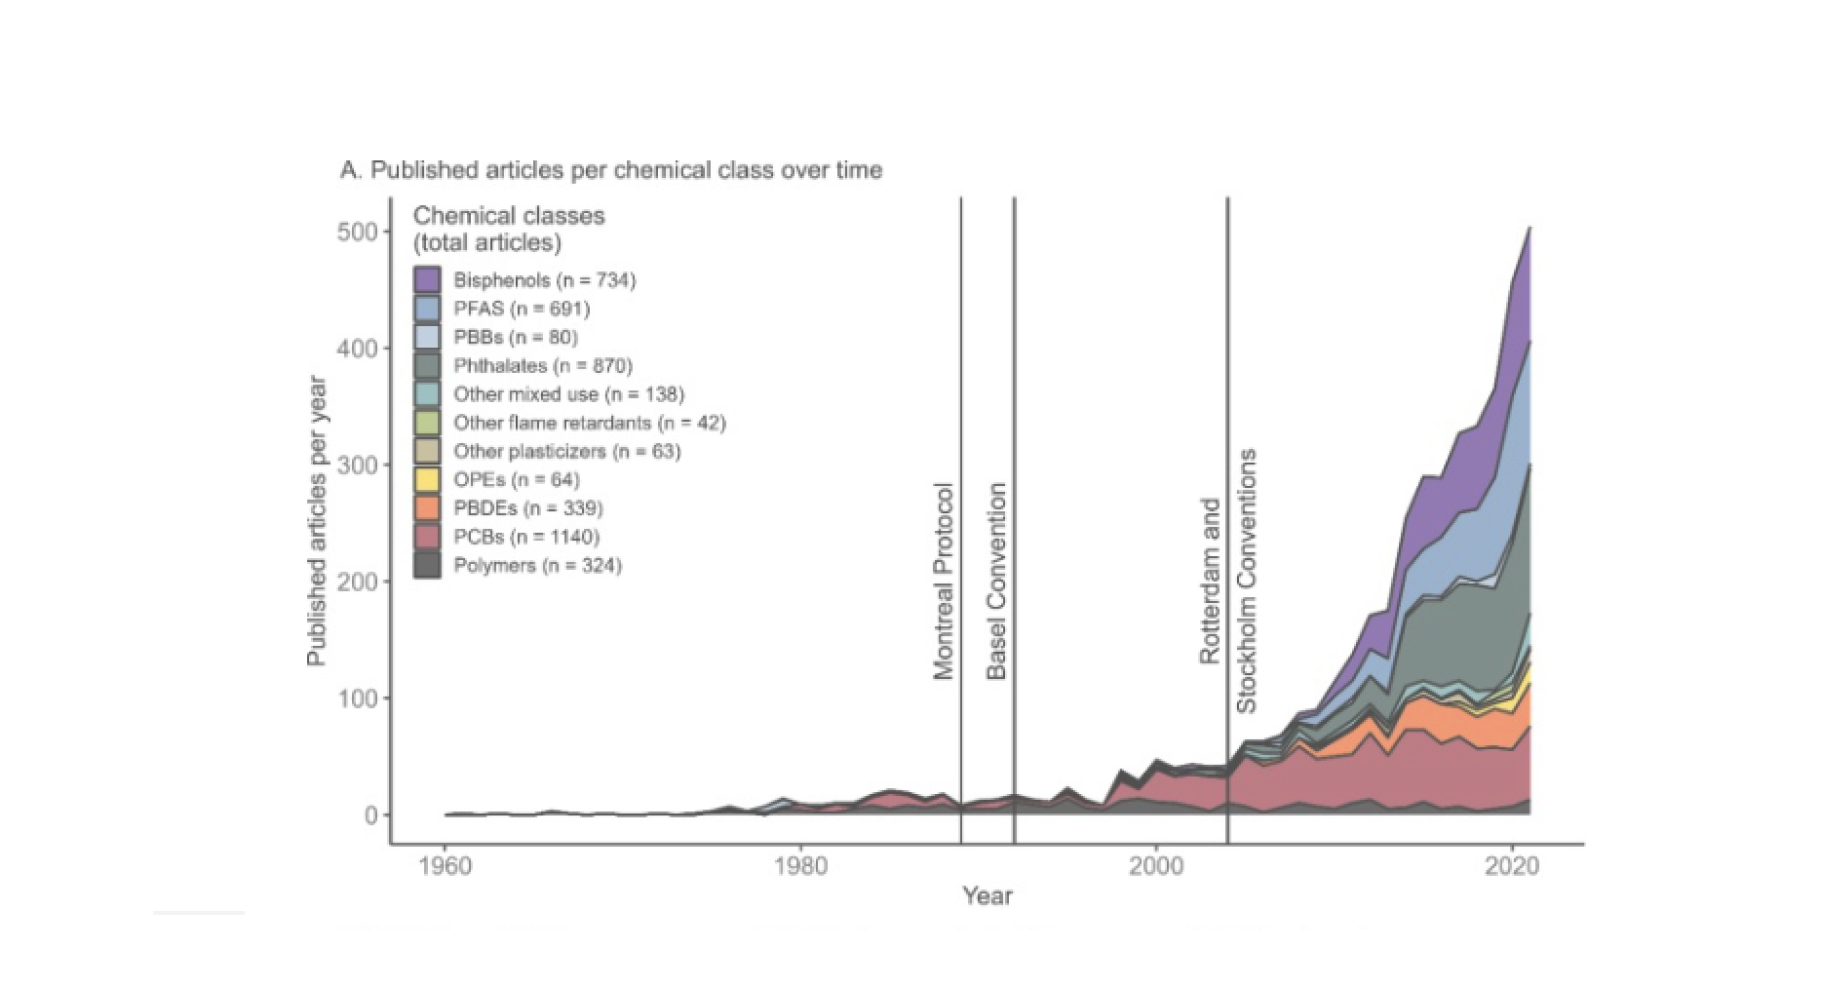 A. Published articles per chemical class over time
Chemical classes
(total articles)
Bisphenols (n = 734)
PFAS (n = 691)
PBBs (n = 80)
Phthalates (n = 870)
Other mixed use (n = 138)
Other flame retardants (n = 42)
Other plasticizers (n = 63)
OPEs (n = 64)
PBDEs (n = 339)
PCBs (n = 1140)
Polymers (n = 324)
Published articles per year
500
400
300
200
100
0
Montreal Protocol
Basel Convention
Rotterdam and
Stockholm Conventions
1960
1980
2000
2020
Year